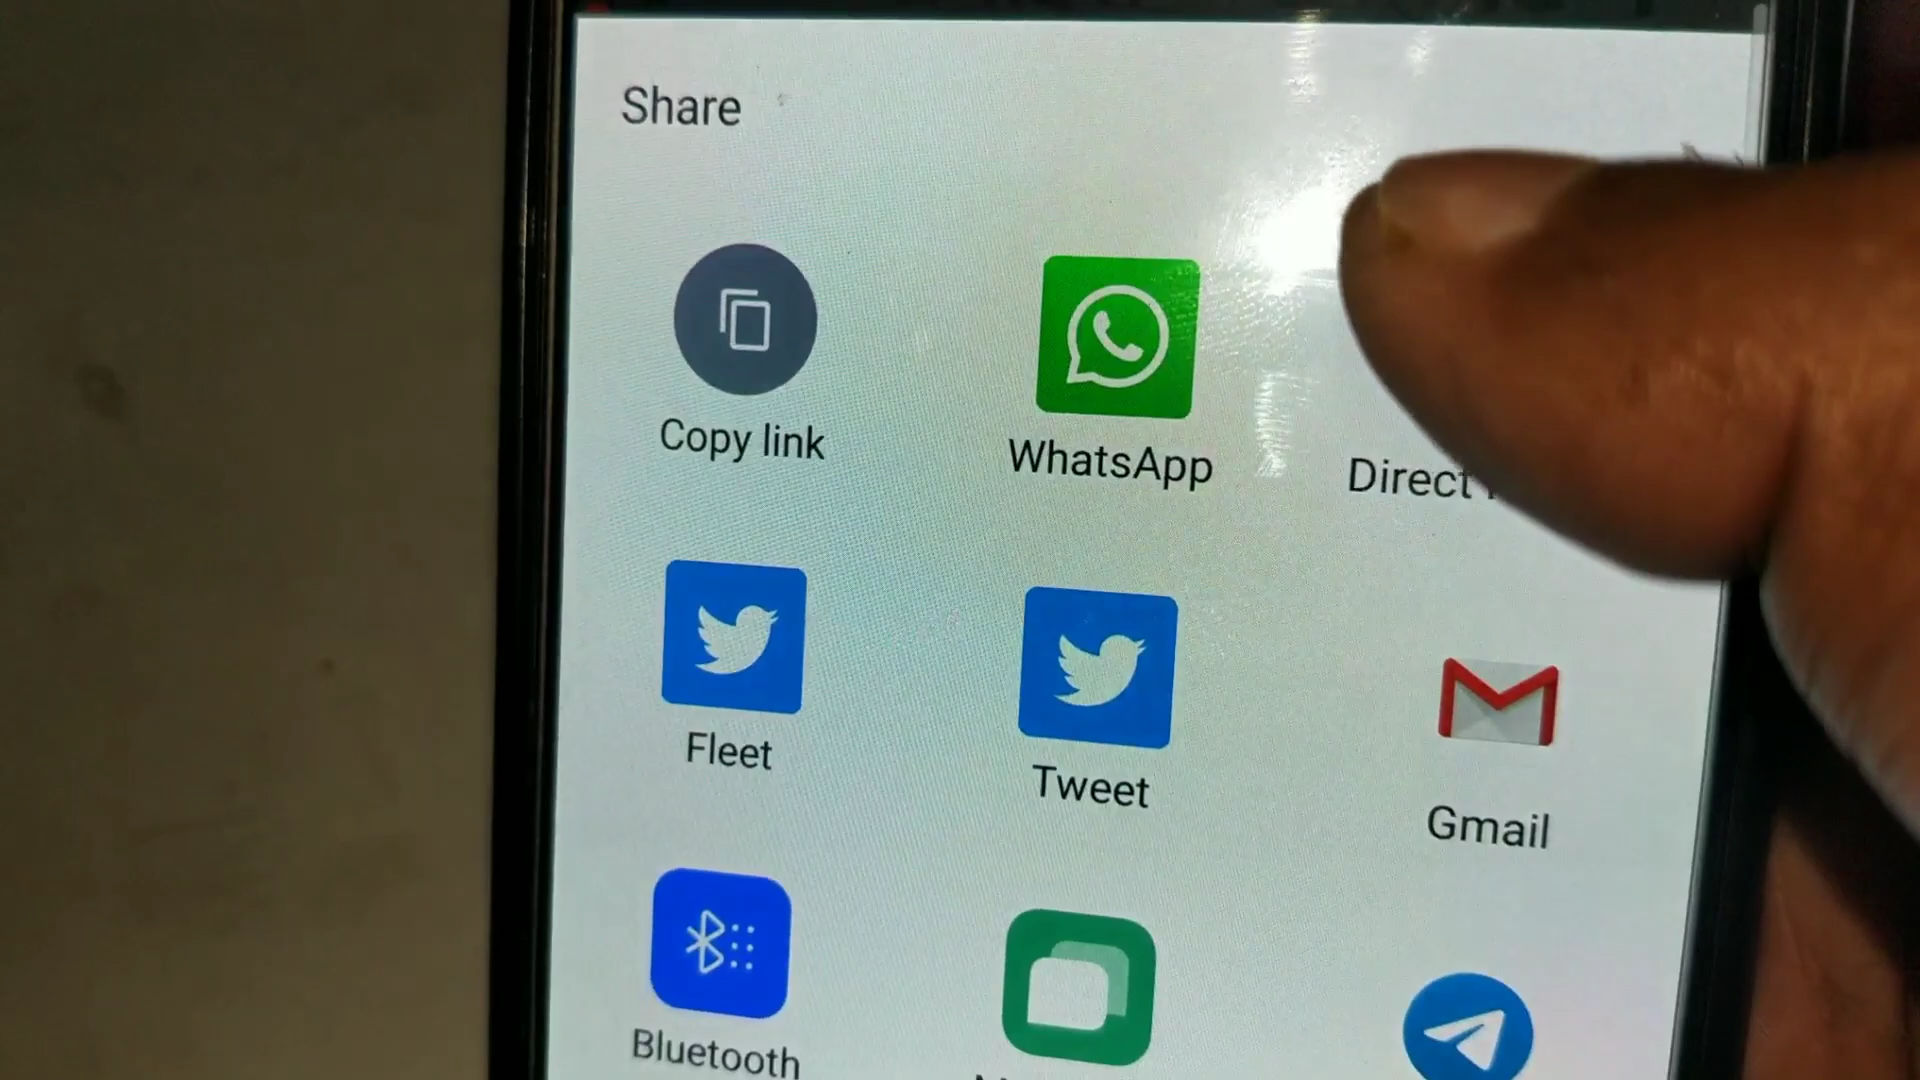 Share
Copy link
WhatsApp
Direct
Fleet
Tweet
Gmail
Bluetooth